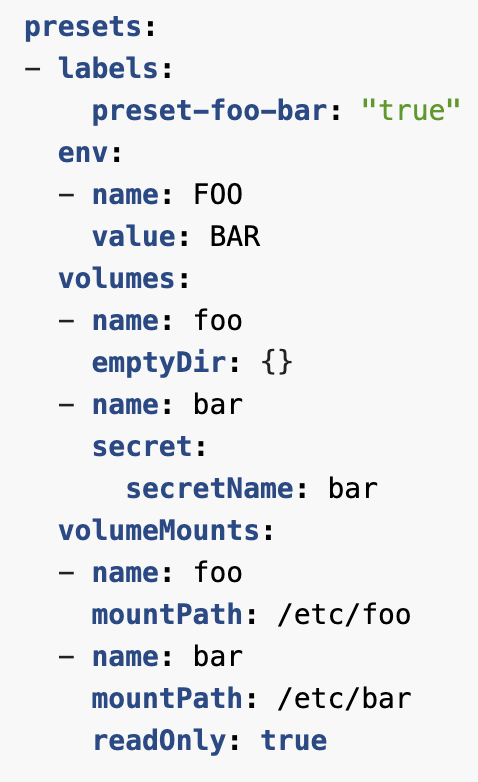 presets:
- labels:
    preset-foo-bar: "true"
  env:
  - name: FOO
    value: BAR
  volumes:
  - name: foo
    emptyDir: {}
  - name: bar
    secret:
      secretName: bar
  volumeMounts:
  - name: foo
    mountPath: /etc/foo
  - name: bar
    mountPath: /etc/bar
    readOnly: true